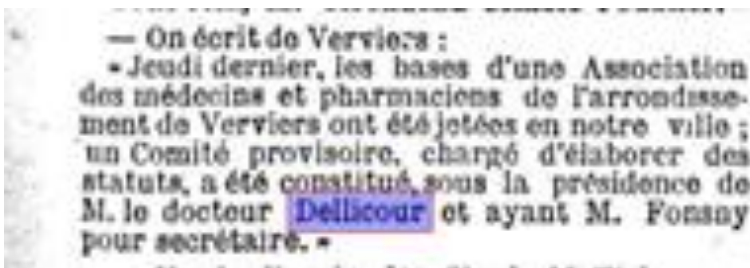 — On écrit de Verviers :
« Jeudi dernier, les bases d'une Association
des médecins et pharmaciens de l'arrondisse-
ment de Verviers ont été jetées en notre ville ;
un Comité provisoire, chargé d'élaborer des
statuts, a été constitué, sous la présidence de
M. le docteur Dellicour et ayant M. Fonsny
pour secrétaire. »